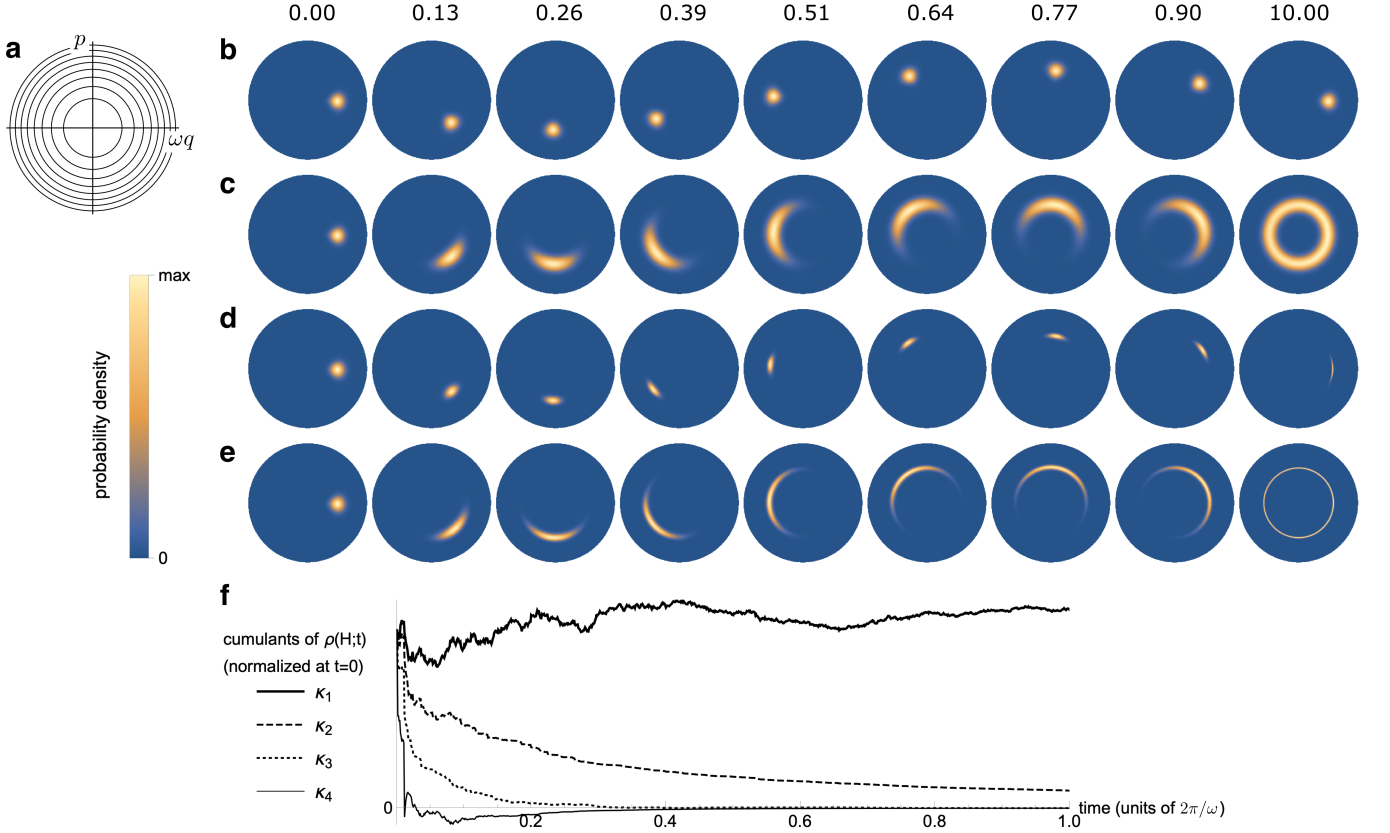 0.00 0.13 0.26 0.39 0.51 0.64 0.77 0.90 10.00
a
p
ωq
b
c
max
probability density
0
d
e
f
cumulants of ρ(H;t)
(normalized at t=0)
κ1
κ2
κ3
κ4
0
0.2 0.4 0.6 0.8 1.0
time (units of 2π/ω)